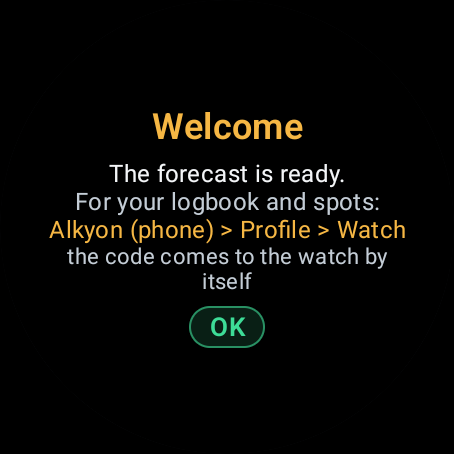 Welcome
The forecast is ready.
For your logbook and spots:
Alkyon (phone) > Profile > Watch
the code comes to the watch by
itself
OK